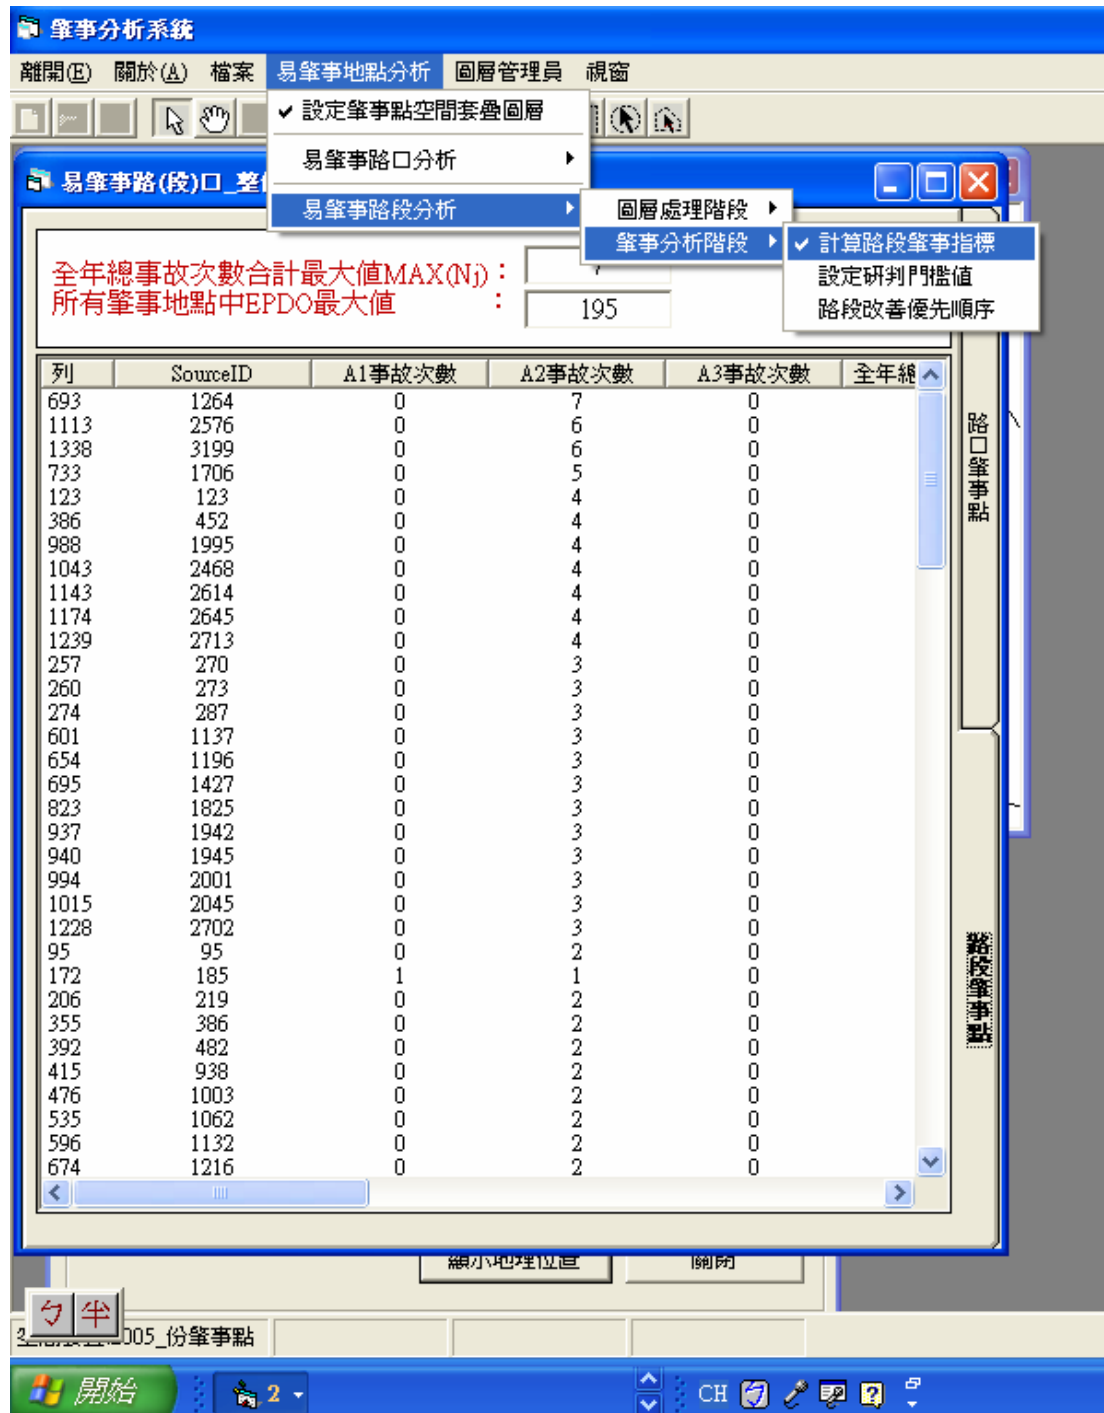 肇事分析系統
離開(E) 關於(A) 檔案 易肇事地點分析 圖層管理員 視窗
✓ 設定肇事點空間套疊圖層
易肇事路口分析
易肇事路段分析
圖層處理階段
肇事分析階段
✓ 計算路段肇事指標
設定研判門檻值
路段改善優先順序
易肇事路(段)口_整
全年總事故次數合計最大值MAX(Nj)： 7
所有肇事地點中EPDO最大值 ： 195
列 SourceID A1事故次數 A2事故次數 A3事故次數 全年總
693 1264 0 7 0
1113 2576 0 6 0
1338 3199 0 6 0
733 1706 0 5 0
123 123 0 4 0
386 452 0 4 0
988 1995 0 4 0
1043 2468 0 4 0
1143 2614 0 4 0
1174 2645 0 4 0
1239 2713 0 4 0
257 270 0 3 0
260 273 0 3 0
274 287 0 3 0
601 1137 0 3 0
654 1196 0 3 0
695 1427 0 3 0
823 1825 0 3 0
937 1942 0 3 0
940 1945 0 3 0
994 2001 0 3 0
1015 2045 0 3 0
1228 2702 0 3 0
95 95 0 2 0
172 185 1 1 0
206 219 0 2 0
355 386 0 2 0
392 482 0 2 0
415 938 0 2 0
476 1003 0 2 0
535 1062 0 2 0
596 1132 0 2 0
674 1216 0 2 0
路口肇事點
路段肇事點
顯示地理位置 關閉
ㄅ 半
2005_份肇事點
開始 2 CH